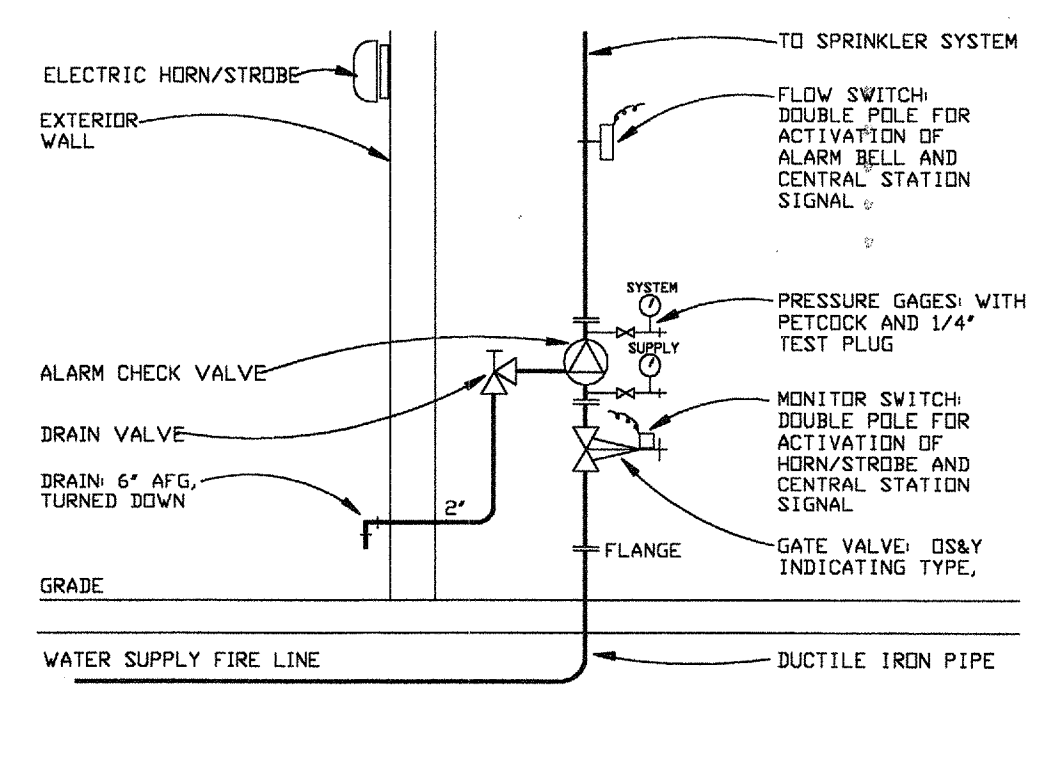 TO SPRINKLER SYSTEM
ELECTRIC HORN/STROBE
FLOW SWITCH:
DOUBLE POLE FOR
ACTIVATION OF
ALARM BELL AND
CENTRAL STATION
SIGNAL
EXTERIOR
WALL
SYSTEM
PRESSURE GAGES: WITH
PETCOCK AND 1/4"
TEST PLUG
SUPPLY
ALARM CHECK VALVE
MONITOR SWITCH:
DOUBLE POLE FOR
ACTIVATION OF
HORN/STROBE AND
CENTRAL STATION
SIGNAL
DRAIN VALVE
DRAIN: 6" AFG,
TURNED DOWN
2"
FLANGE
GATE VALVE: OS&Y
INDICATING TYPE,
GRADE
WATER SUPPLY FIRE LINE
DUCTILE IRON PIPE